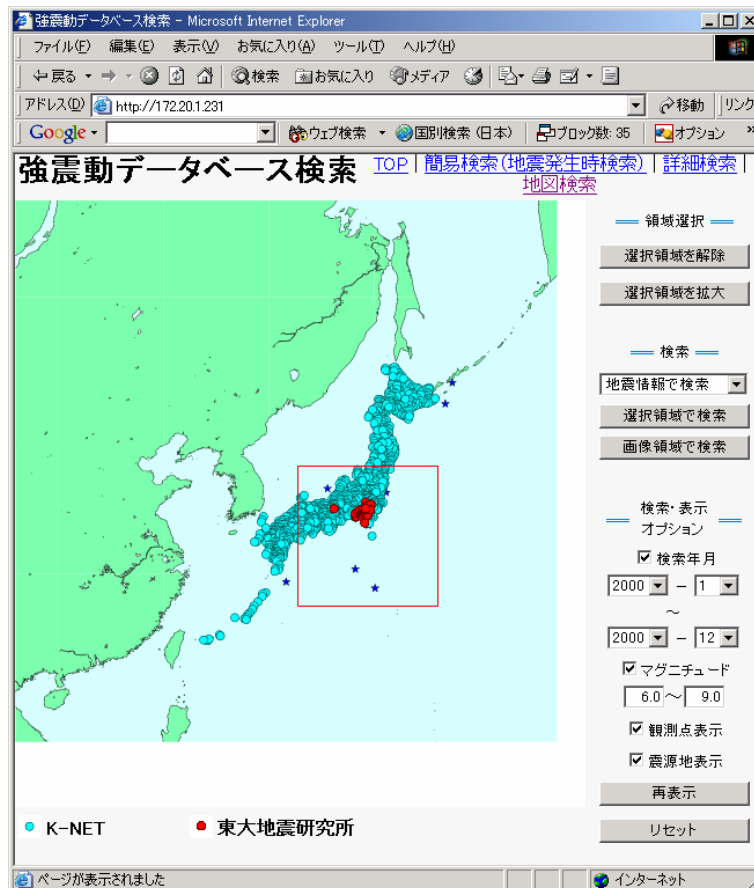 強震動データベース検索 - Microsoft Internet Explorer
ファイル(F) 編集(E) 表示(V) お気に入り(A) ツール(T) ヘルプ(H)
戻る 検索 お気に入り メディア
アドレス(D) http://172.20.1.231 移動 リンク
Google ウェブ検索 国別検索 (日本) ブロック数: 35 オプション »
強震動データベース検索
TOP | 簡易検索(地震発生時検索) | 詳細検索 |
地図検索
領域選択
選択領域を解除
選択領域を拡大
検索
地震情報で検索
選択領域で検索
画像領域で検索
検索・表示
オプション
検索年月
2000 - 1
~
2000 - 12
マグニチュード
6.0 ~ 9.0
観測点表示
震源地表示
再表示
リセット
K-NET 東大地震研究所
ページが表示されました インターネット